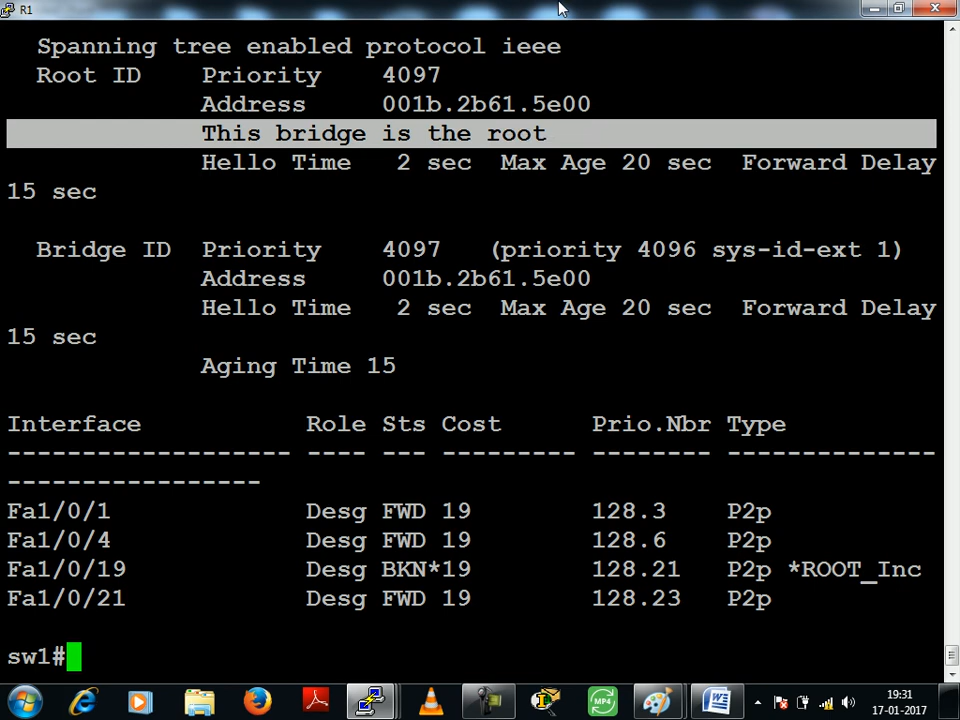 R1
Spanning tree enabled protocol ieee
Root ID Priority 4097
Address 001b.2b61.5e00
This bridge is the root
Hello Time 2 sec Max Age 20 sec Forward Delay
15 sec
Bridge ID Priority 4097 (priority 4096 sys-id-ext 1)
Address 001b.2b61.5e00
Hello Time 2 sec Max Age 20 sec Forward Delay
15 sec
Aging Time 15
Interface Role Sts Cost Prio.Nbr Type
------------------- ---- --- --------- -------- --------------
-----------------
Fa1/0/1 Desg FWD 19 128.3 P2p
Fa1/0/4 Desg FWD 19 128.6 P2p
Fa1/0/19 Desg BKN*19 128.21 P2p *ROOT_Inc
Fa1/0/21 Desg FWD 19 128.23 P2p
sw1#
MP4
19:31
17-01-2017